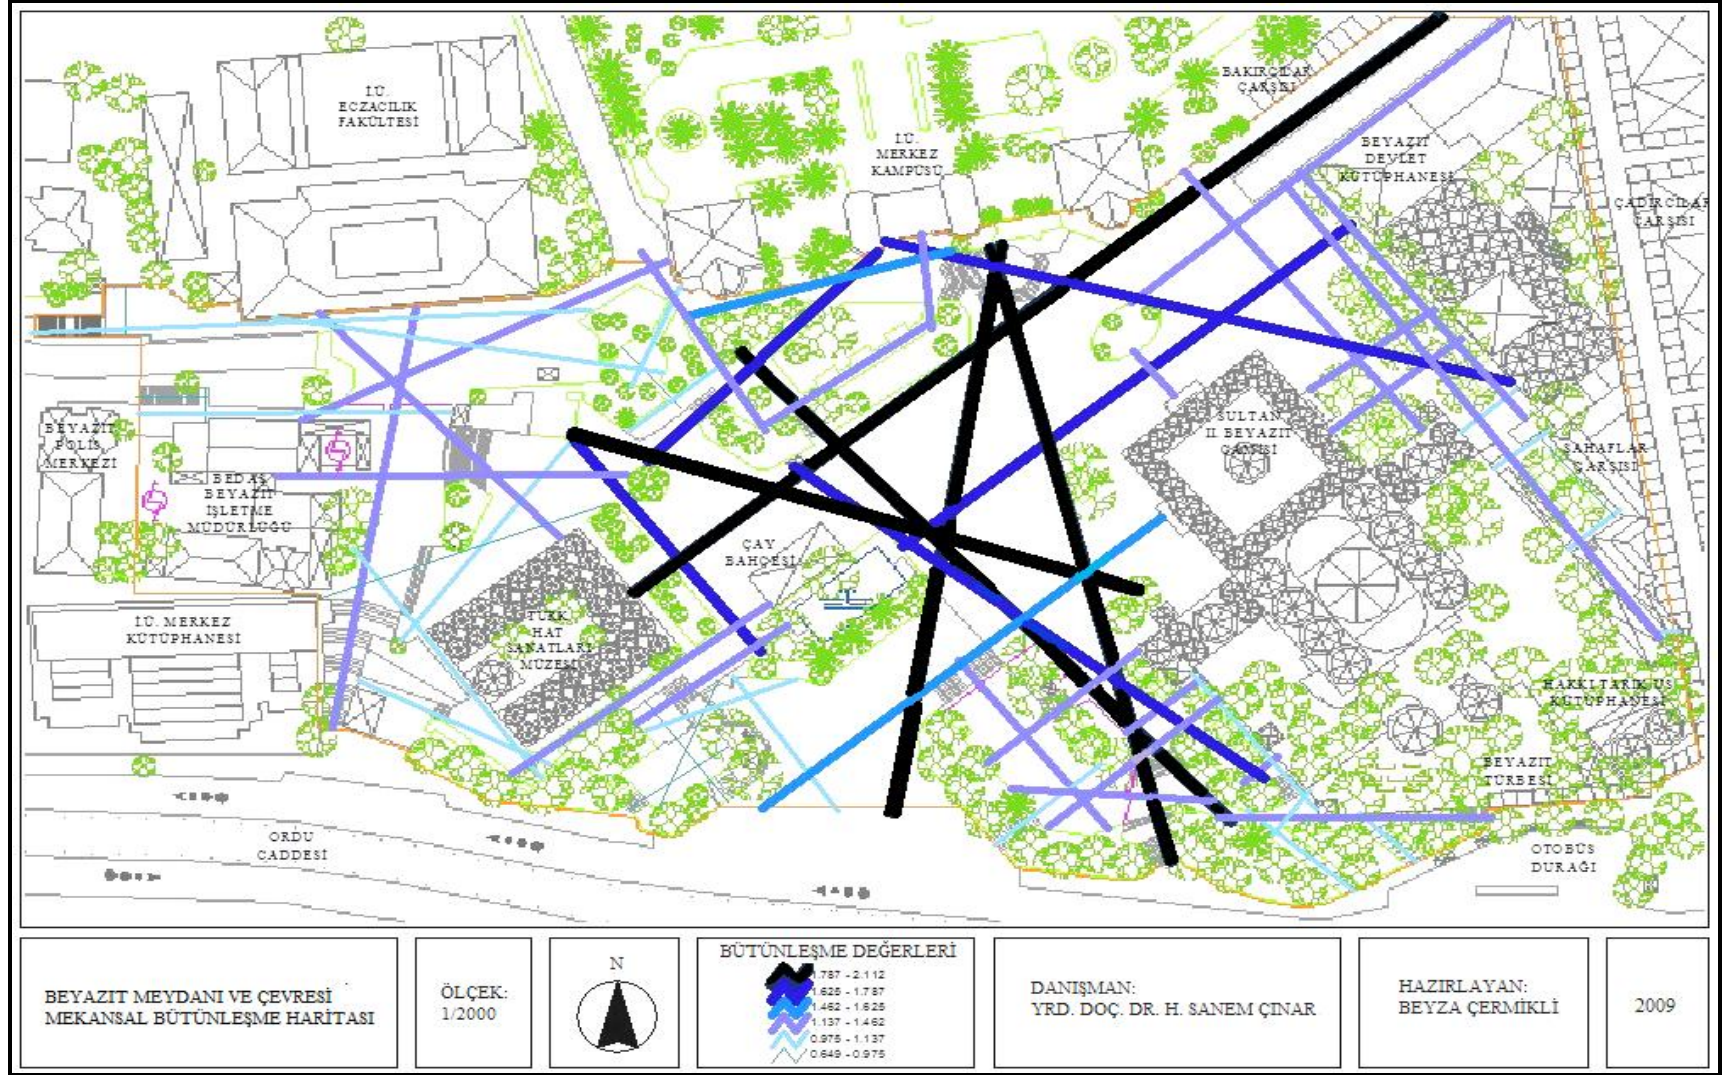 İ.Ü.
ECZACILIK
FAKÜLTESİ
BAKIRCILAR
ÇARŞISI
İ.Ü.
MERKEZ
KAMPÜSÜ
BEYAZIT
DEVLET
KÜTÜPHANESİ
ÇADIRCILAR
ÇARŞISI
BEYAZIT
POLİS
MERKEZİ
SULTAN
II. BEYAZIT
CAMİSİ
SAHAFLAR
ÇARŞISI
BEDAŞ
BEYAZIT
İŞLETME
MÜDÜRLÜĞÜ
ÇAY
BAHÇESİ
İ.Ü. MERKEZ
KÜTÜPHANESİ
TÜRK
HAT
SANATLARI
MÜZESİ
HAKKI TARIK US
KÜTÜPHANESİ
BEYAZIT
TÜRBESİ
ORDU
CADDESİ
OTOBÜS
DURAĞI
BEYAZIT MEYDANI VE ÇEVRESİ
MEKANSAL BÜTÜNLEŞME HARİTASI
ÖLÇEK:
1/2000
N
BÜTÜNLEŞME DEĞERLERİ
1.787 - 2.112
1.625 - 1.787
1.462 - 1.625
1.137 - 1.462
0.975 - 1.137
0.649 - 0.975
DANIŞMAN:
YRD. DOÇ. DR. H. SANEM ÇINAR
HAZIRLAYAN:
BEYZA ÇERMİKLİ
2009